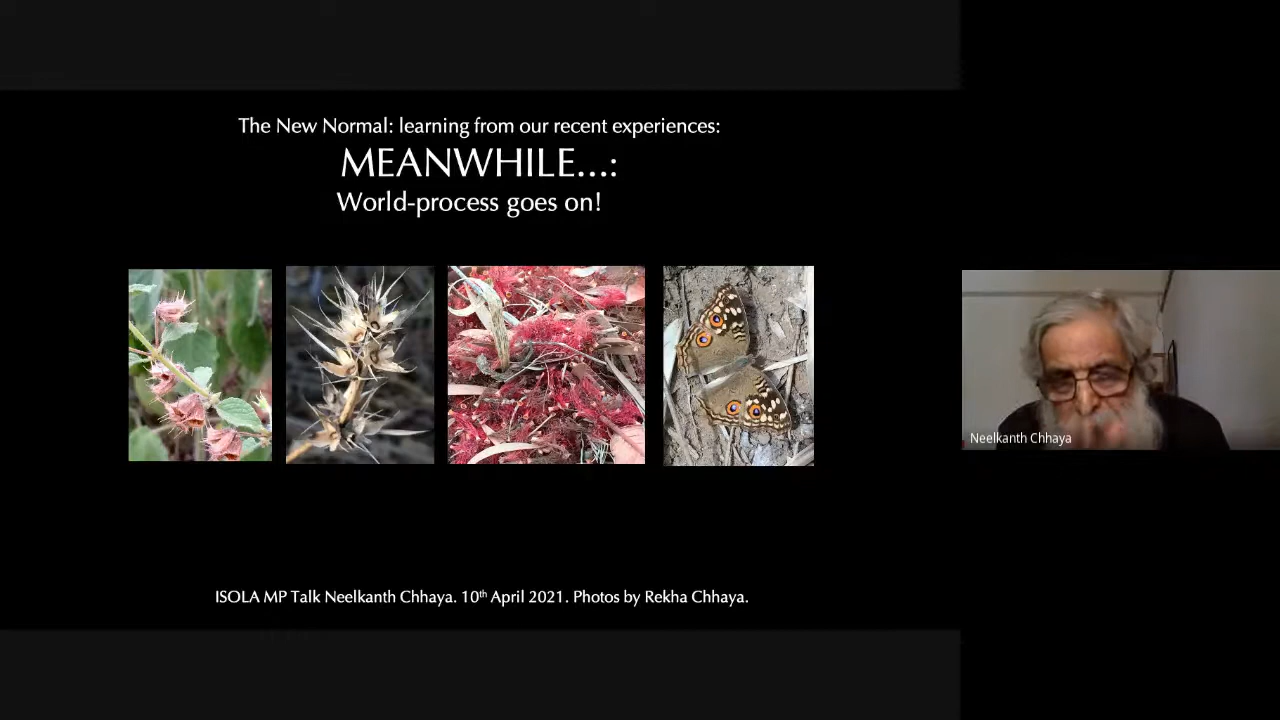 The New Normal: learning from our recent experiences:
MEANWHILE...:
World-process goes on!
Neelkanth Chhaya
ISOLA MP Talk Neelkanth Chhaya. 10th April 2021. Photos by Rekha Chhaya.